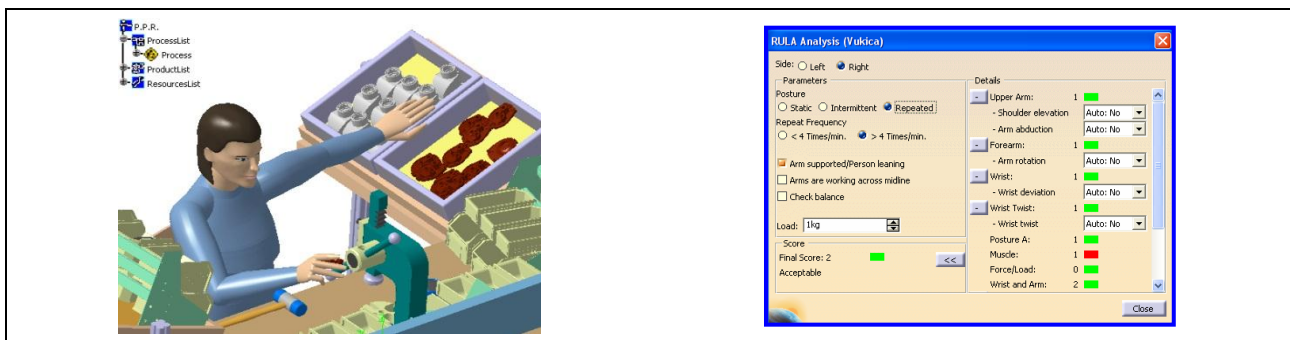 P.P.R.
ProcessList
Process
ProductList
ResourcesList
RULA Analysis (Vukica)
Side: Left Right
Parameters
Posture
Static Intermittent Repeated
Repeat Frequency
< 4 Times/min. > 4 Times/min.
Arm supported/Person leaning
Arms are working across midline
Check balance
Load: 1kg
Score
Final Score: 2
Acceptable
<<
Details
- Upper Arm: 1
- Shoulder elevation Auto: No
- Arm abduction Auto: No
- Forearm: 1
- Arm rotation Auto: No
- Wrist: 1
- Wrist deviation Auto: No
- Wrist Twist: 1
- Wrist twist Auto: No
Posture A: 1
Muscle: 1
Force/Load: 0
Wrist and Arm: 2
Close